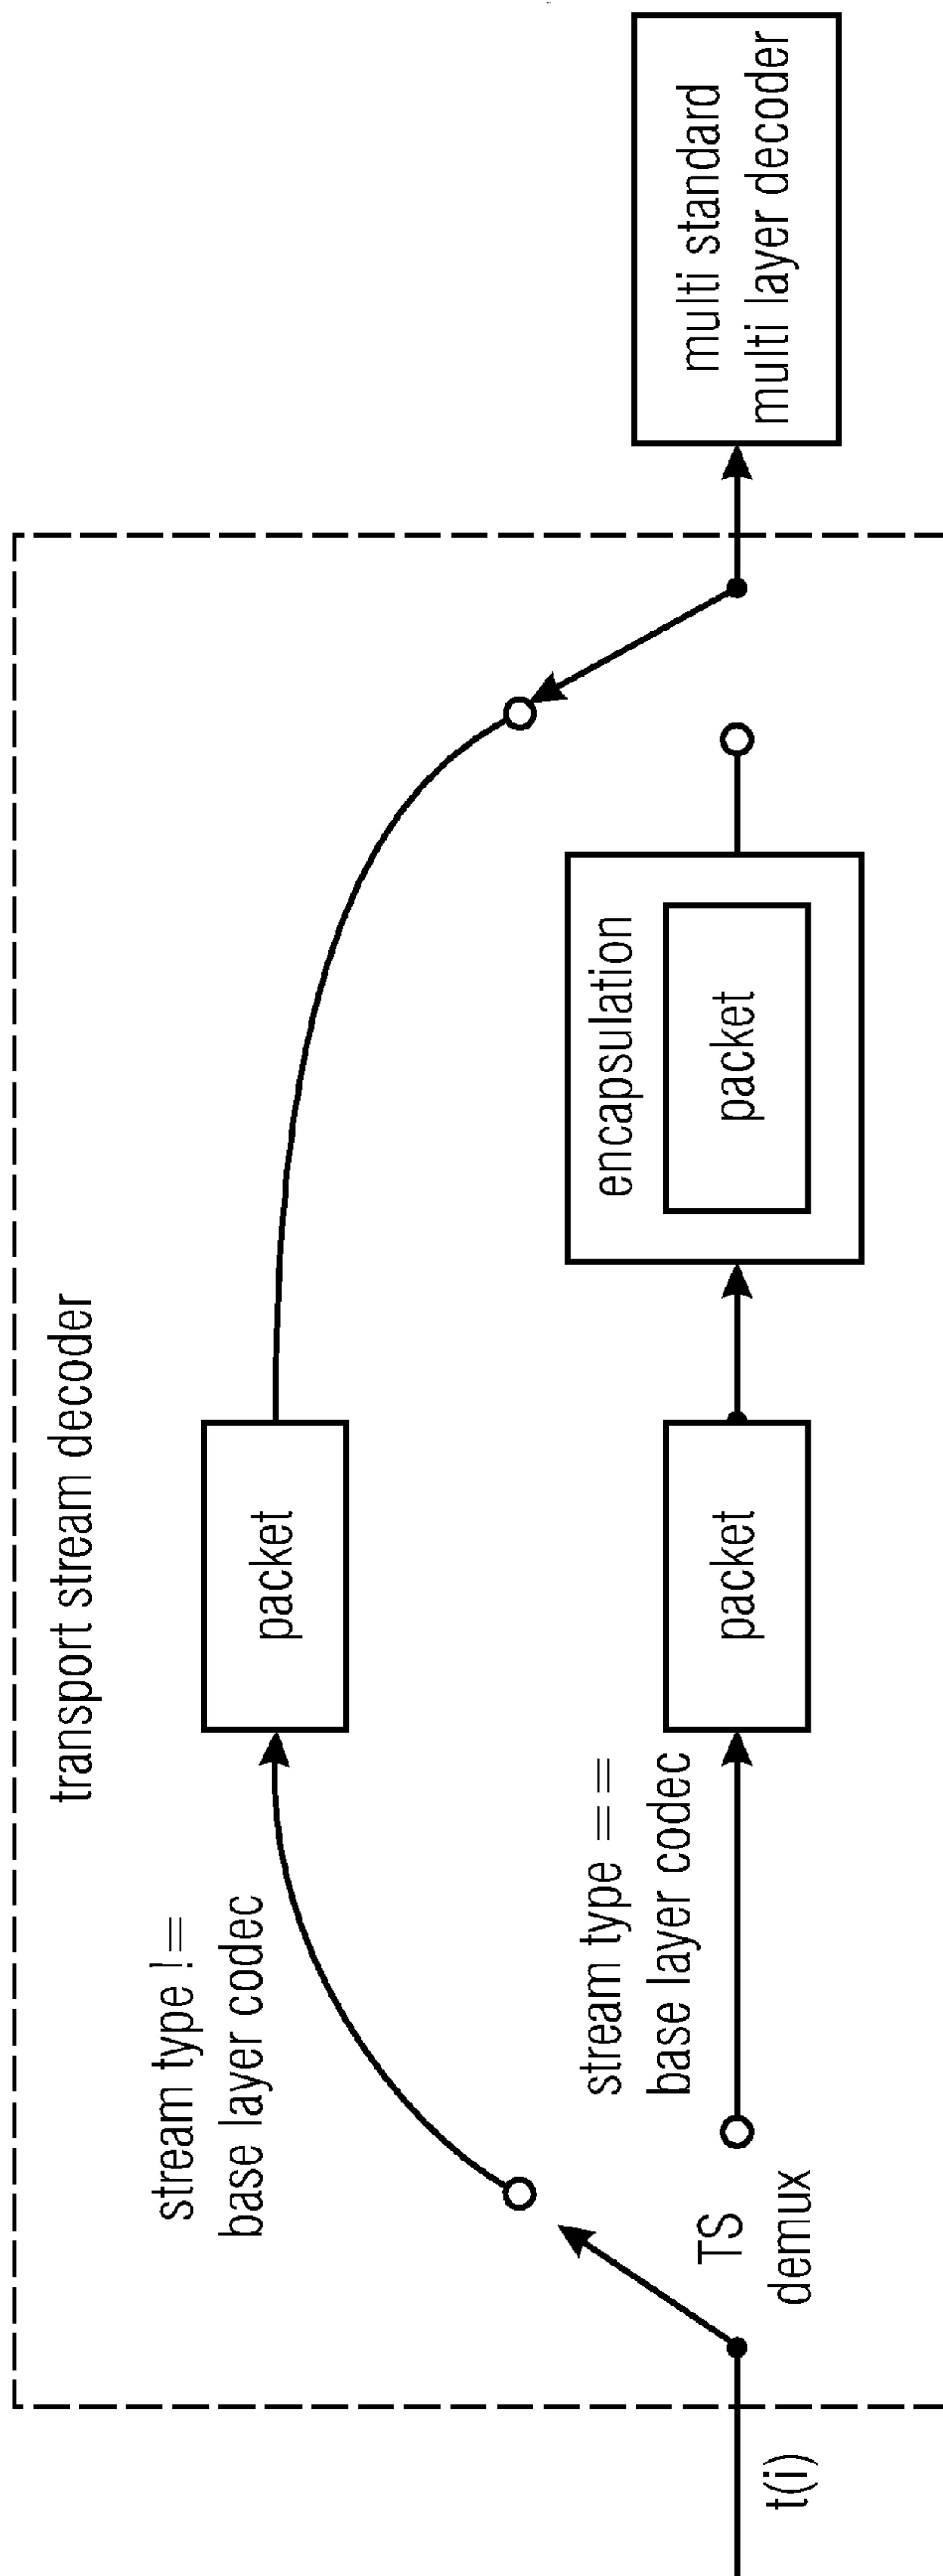 transport stream decoder
stream type !=
base layer codec
packet
t(i)
TS
demux
stream type ==
base layer codec
packet
encapsulation
packet
multi standard
multi layer decoder